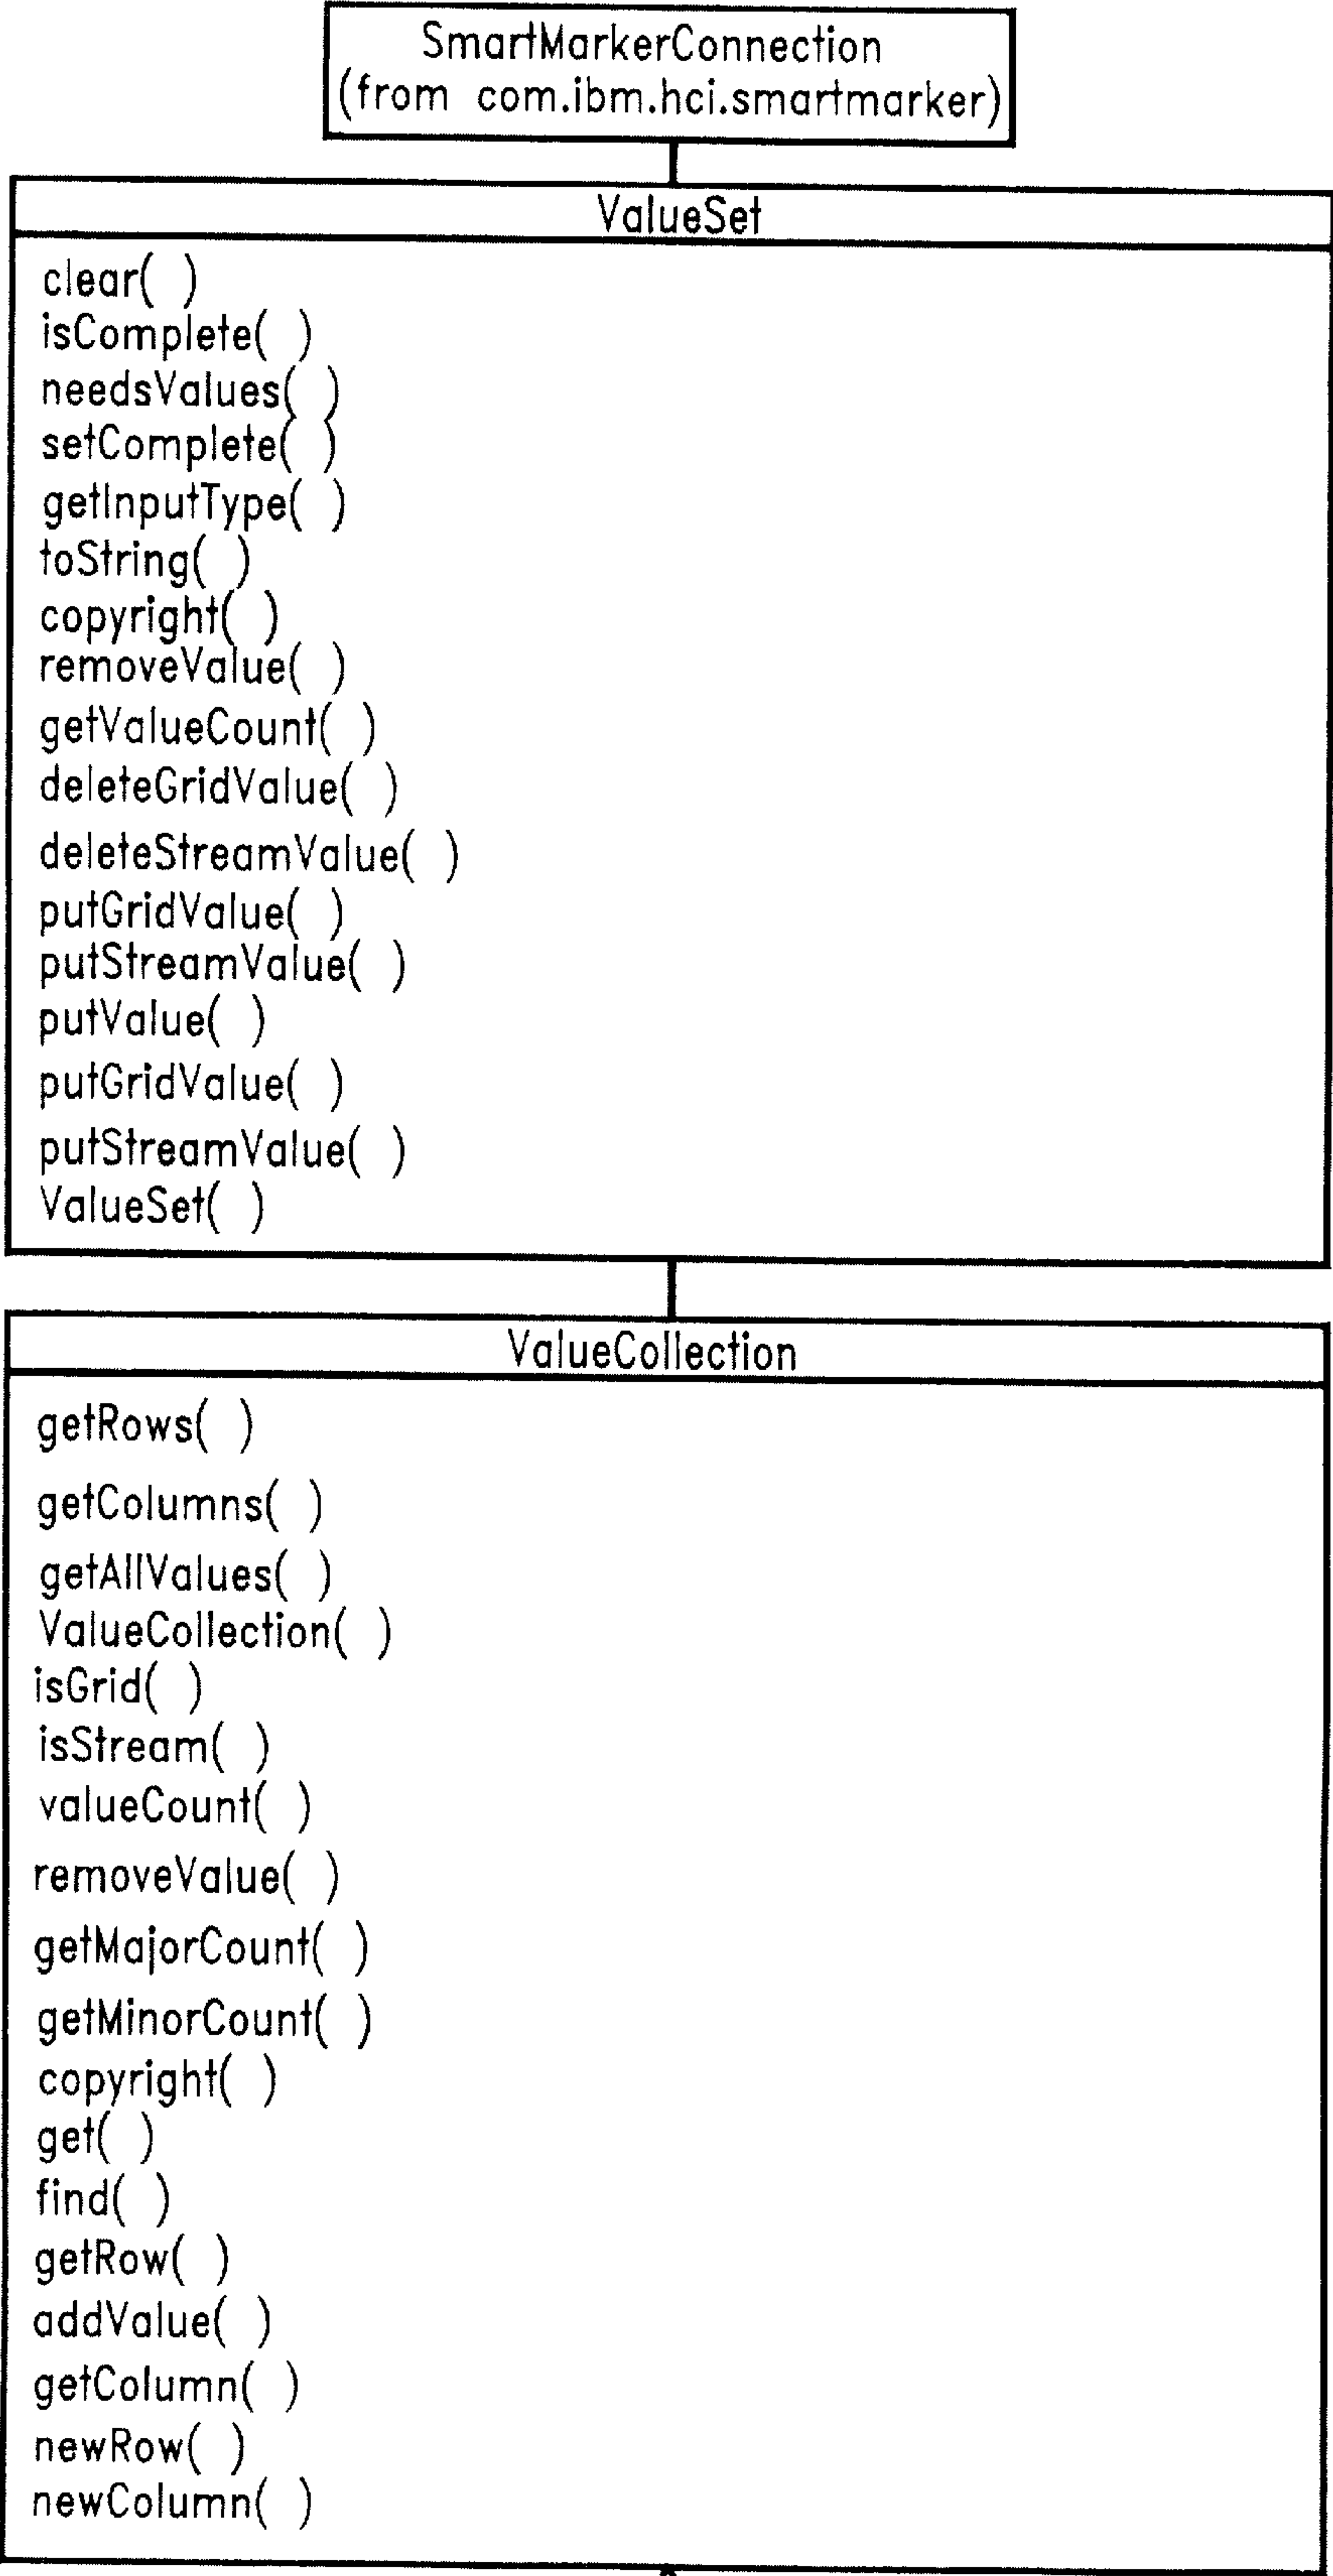 SmartMarkerConnection
(from com.ibm.hci.smartmarker)
ValueSet
clear( )
isComplete( )
needsValues( )
setComplete( )
getInputType( )
toString( )
copyright( )
removeValue( )
getValueCount( )
deleteGridValue( )
deleteStreamValue( )
putGridValue( )
putStreamValue( )
putValue( )
putGridValue( )
putStreamValue( )
ValueSet( )
ValueCollection
getRows( )
getColumns( )
getAllValues( )
ValueCollection( )
isGrid( )
isStream( )
valueCount( )
removeValue( )
getMajorCount( )
getMinorCount( )
copyright( )
get( )
find( )
getRow( )
addValue( )
getColumn( )
newRow( )
newColumn( )